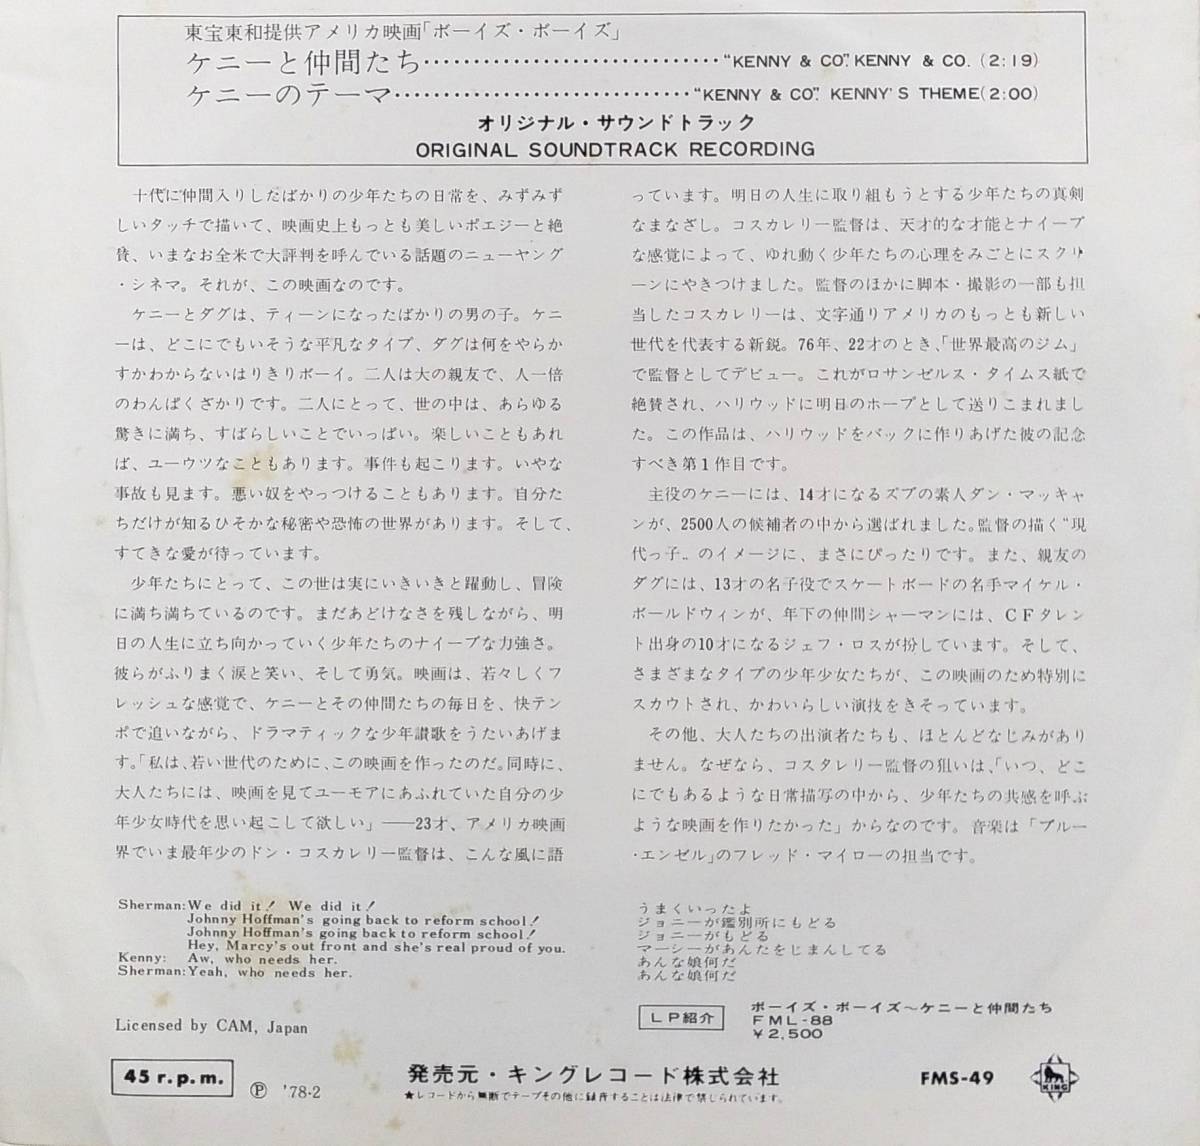 東宝東和提供アメリカ映画「ボーイズ・ボーイズ」
ケニーと仲間たち…………………………“KENNY & CO”. KENNY & CO. (2:19)
ケニーのテーマ…………………………“KENNY & CO”. KENNY'S THEME(2:00)
オリジナル・サウンドトラック
ORIGINAL SOUNDTRACK RECORDING
十代に仲間入りしたばかりの少年たちの日常を、みずみず
しいタッチで描いて、映画史上もっとも美しいポエジーと絶
賛、いまなお全米で大評判を呼んでいる話題のニューヤング
・シネマ。それが、この映画なのです。
ケニーとダグは、ティーンになったばかりの男の子。ケニ
ーは、どこにでもいそうな平凡なタイプ、ダグは何をやらか
すかわからないはりきりボーイ。二人は大の親友で、人一倍
のわんぱくざかりです。二人にとって、世の中は、あらゆる
驚きに満ち、すばらしいことでいっぱい。楽しいこともあれ
ば、ユーウツなこともあります。事件も起こります。いやな
事故も見ます。悪い奴をやっつけることもあります。自分た
ちだけが知るひそかな秘密や恐怖の世界があります。そして、
すてきな愛が待っています。
少年たちにとって、この世は実にいきいきと躍動し、冒険
に満ち満ちているのです。まだあどけなさを残しながら、明
日の人生に立ち向かっていく少年たちのナイーブな力強さ。
彼らがふりまく涙と笑い、そして勇気。映画は、若々しくフ
レッシュな感覚で、ケニーとその仲間たちの毎日を、快テン
ポで追いながら、ドラマティックな少年讃歌をうたいあげま
す。「私は、若い世代のために、この映画を作ったのだ。同時に、
大人たちには、映画を見てユーモアにあふれていた自分の少
年少女時代を思い起こして欲しい」――23才、アメリカ映画
界でいま最年少のドン・コスカレリー監督は、こんな風に語
っています。明日の人生に取り組もうとする少年たちの真剣
なまなざし。コスカレリー監督は、天才的な才能とナイーブ
な感覚によって、ゆれ動く少年たちの心理をみごとにスクリ
ーンにやきつけました。監督のほかに脚本・撮影の一部も担
当したコスカレリーは、文字通りアメリカのもっとも新しい
世代を代表する新鋭。76年、22才のとき、「世界最高のジム」
で監督としてデビュー。これがロサンゼルス・タイムス紙で
絶賛され、ハリウッドに明日のホープとして送りこまれまし
た。この作品は、ハリウッドをバックに作りあげた彼の記念
すべき第1作目です。
主役のケニーには、14才になるズブの素人ダン・マッキャ
ンが、2500人の候補者の中から選ばれました。監督の描く“現
代っ子„のイメージに、まさにぴったりです。また、親友の
ダグには、13才の名子役でスケートボードの名手マイケル・
ボールドウィンが、年下の仲間シャーマンには、CFタレン
ト出身の10才になるジェフ・ロスが扮しています。そして、
さまざまなタイプの少年少女たちが、この映画のため特別に
スカウトされ、かわいらしい演技をきそっています。
その他、大人たちの出演者たちも、ほとんどなじみがあり
ません。なぜなら、コスタレリー監督の狙いは、「いつ、どこ
にでもあるような日常描写の中から、少年たちの共感を呼ぶ
ような映画を作りたかった」からなのです。音楽は「ブルー
・エンゼル」のフレッド・マイローの担当です。
Sherman:We did it! We did it!
Johnny Hoffman's going back to reform school!
Johnny Hoffman's going back to reform school!
Hey, Marcy's out front and she's real proud of you.
Kenny: Aw, who needs her.
Sherman:Yeah, who needs her.
うまくいったよ
ジョニーが鑑別所にもどる
ジョニーがもどる
マーシーがあんたをじまんしてる
あんな娘何だ
あんな娘何だ
Licensed by CAM, Japan
LP紹介
ボーイズ・ボーイズ〜ケニーと仲間たち
FML-88
¥2,500
45 r.p.m.
Ⓟ '78・2
発売元・キングレコード株式会社
★レコードから無断でテープその他に録音することは法律で禁じられています。
FMS-49
KING